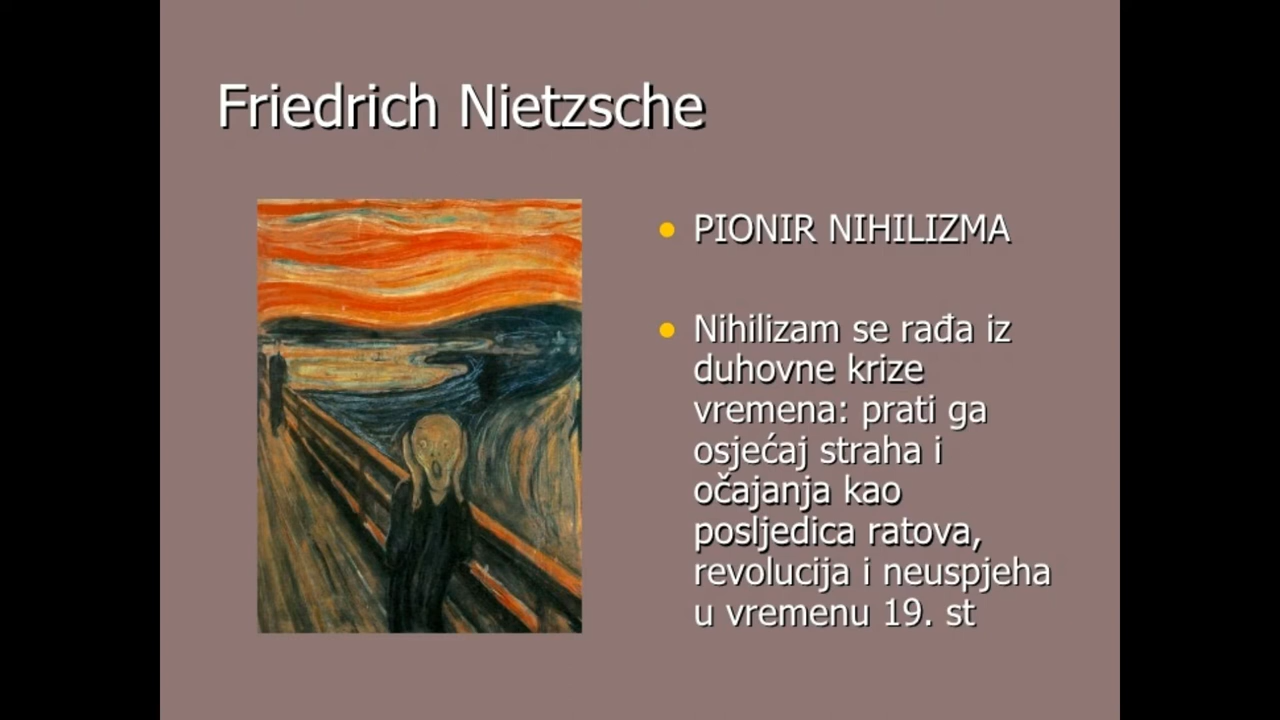 Friedrich Nietzsche
PIONIR NIHILIZMA
Nihilizam se rađa iz
duhovne krize
vremena: prati ga
osjećaj straha i
očajanja kao
posljedica ratova,
revolucija i neuspjeha
u vremenu 19. st